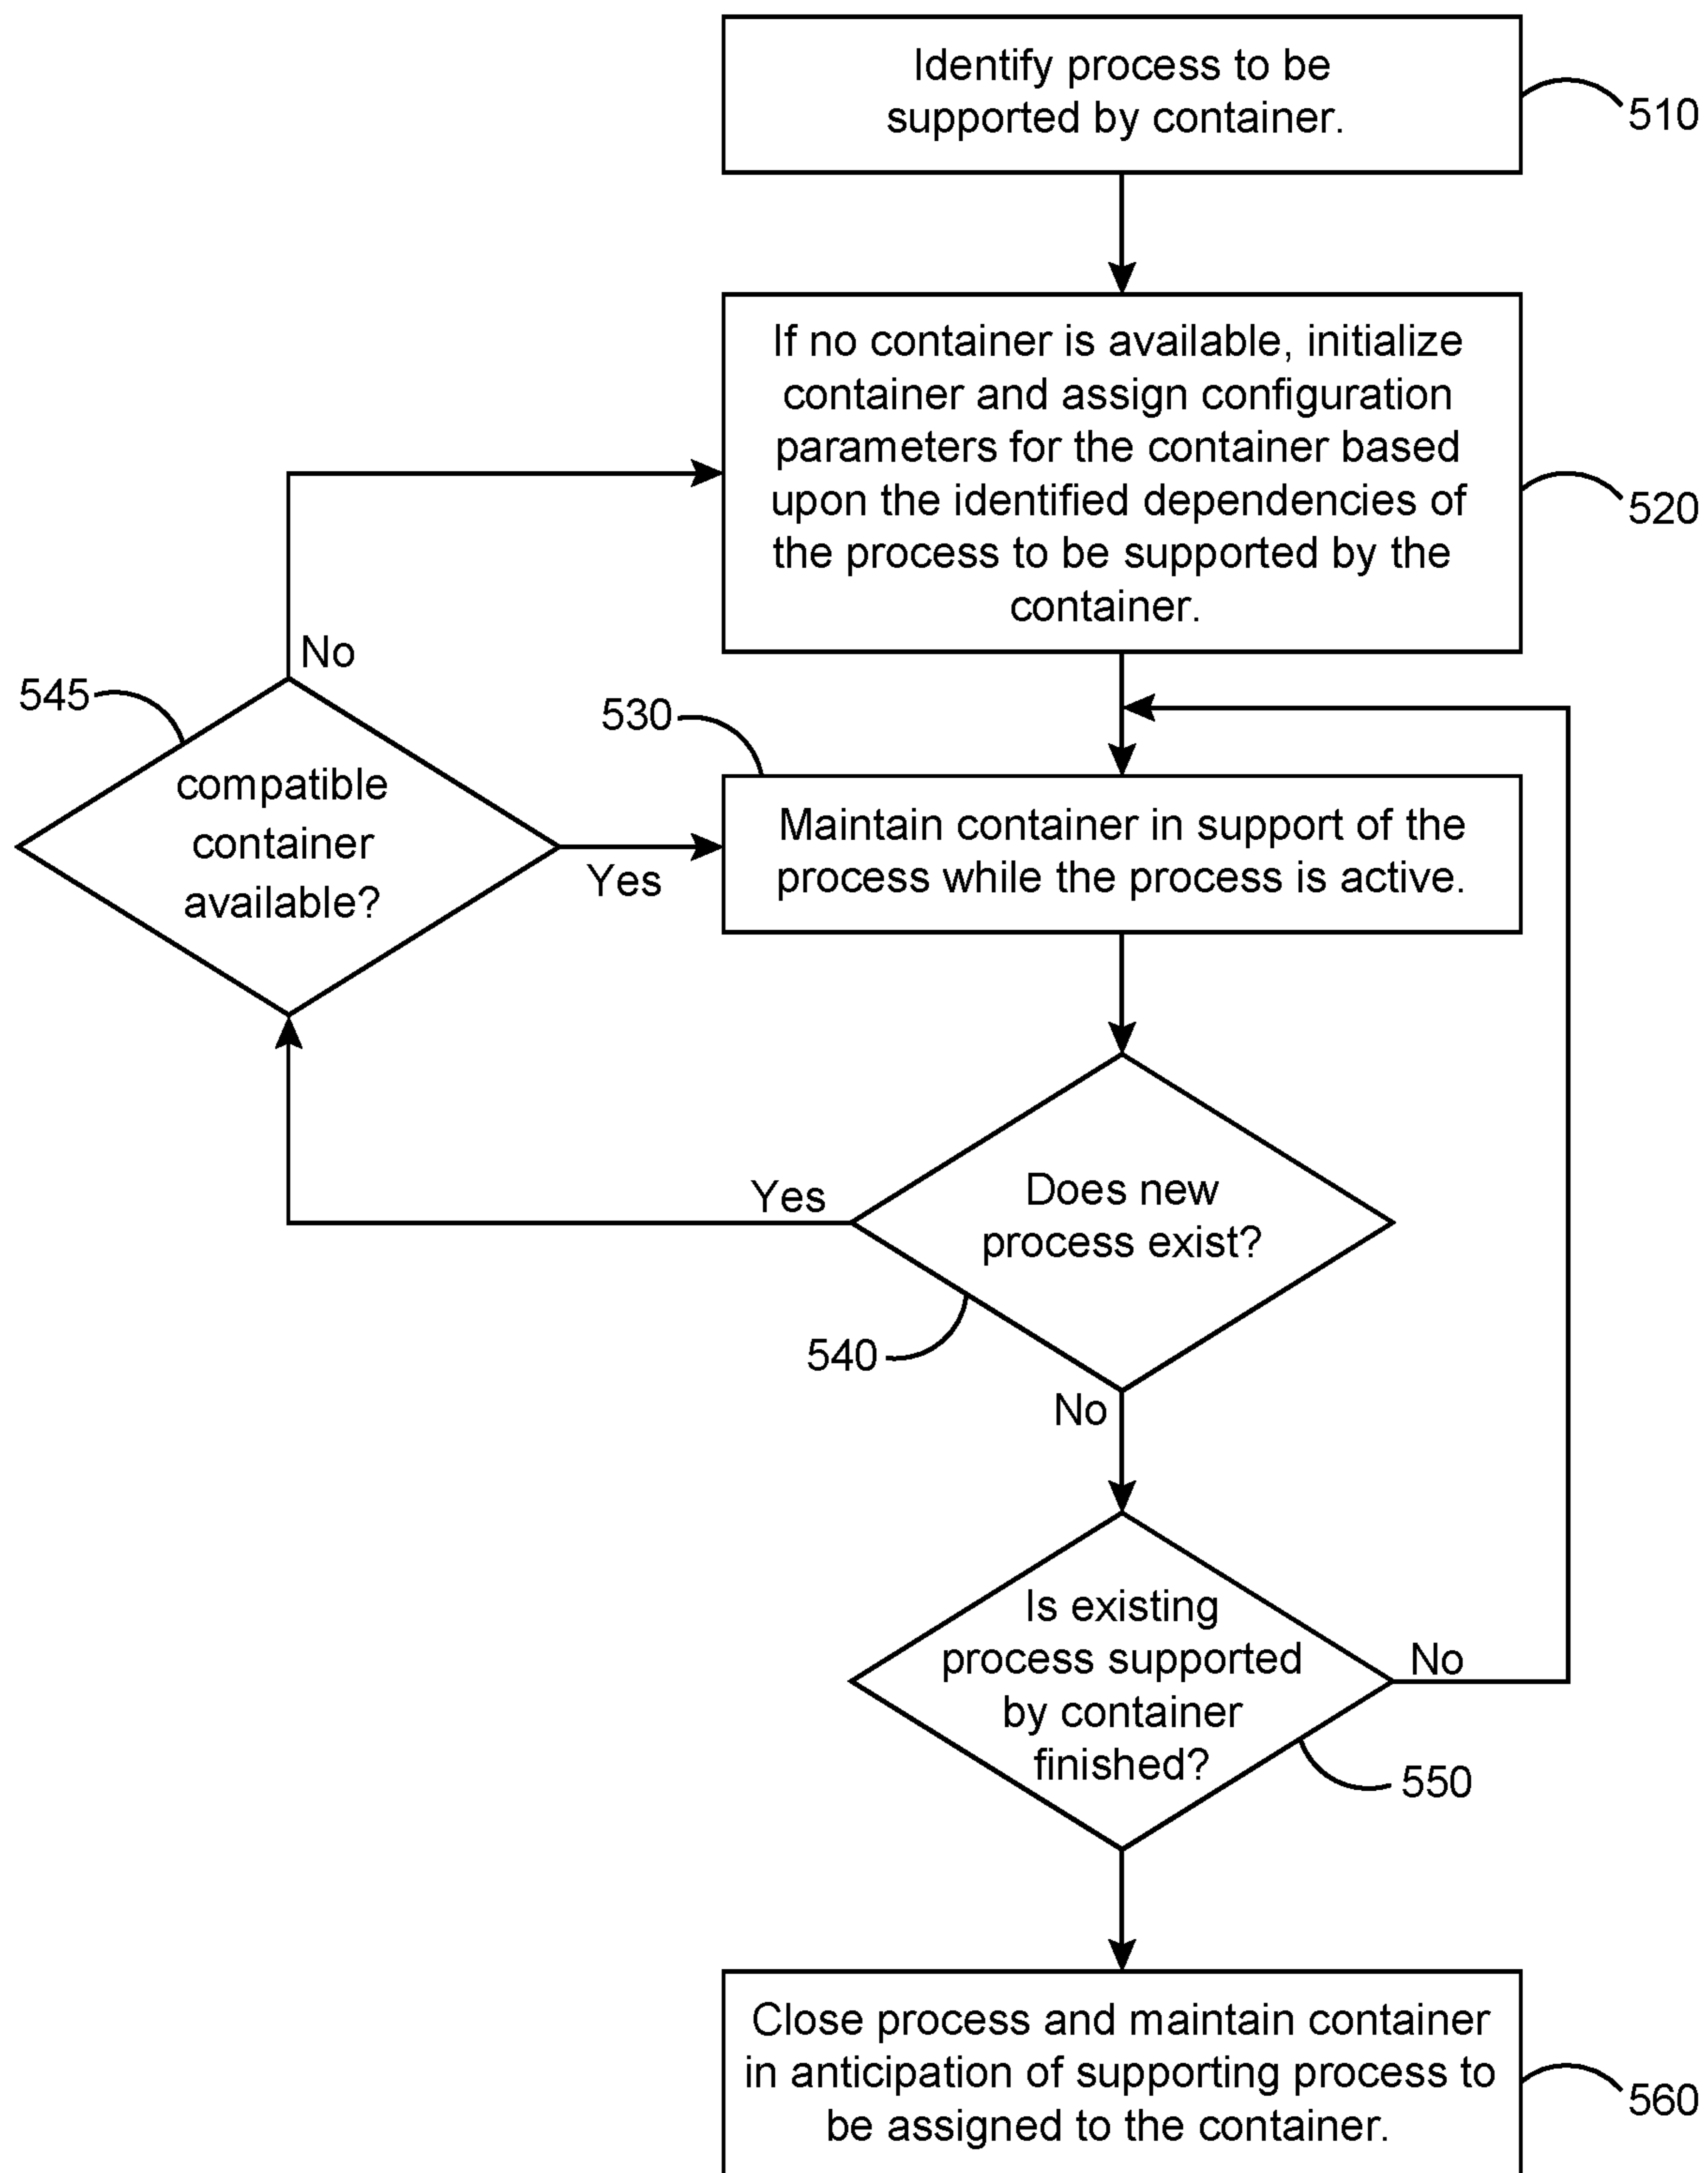 Identify process to be
supported by container.
510
If no container is available, initialize
container and assign configuration
parameters for the container based
upon the identified dependencies of
the process to be supported by the
container.
520
No
545
530
compatible
container
available?
Yes
Maintain container in support of the
process while the process is active.
Yes
Does new
process exist?
540
No
Is existing
process supported
by container
finished?
No
550
Close process and maintain container
in anticipation of supporting process to
be assigned to the container.
560